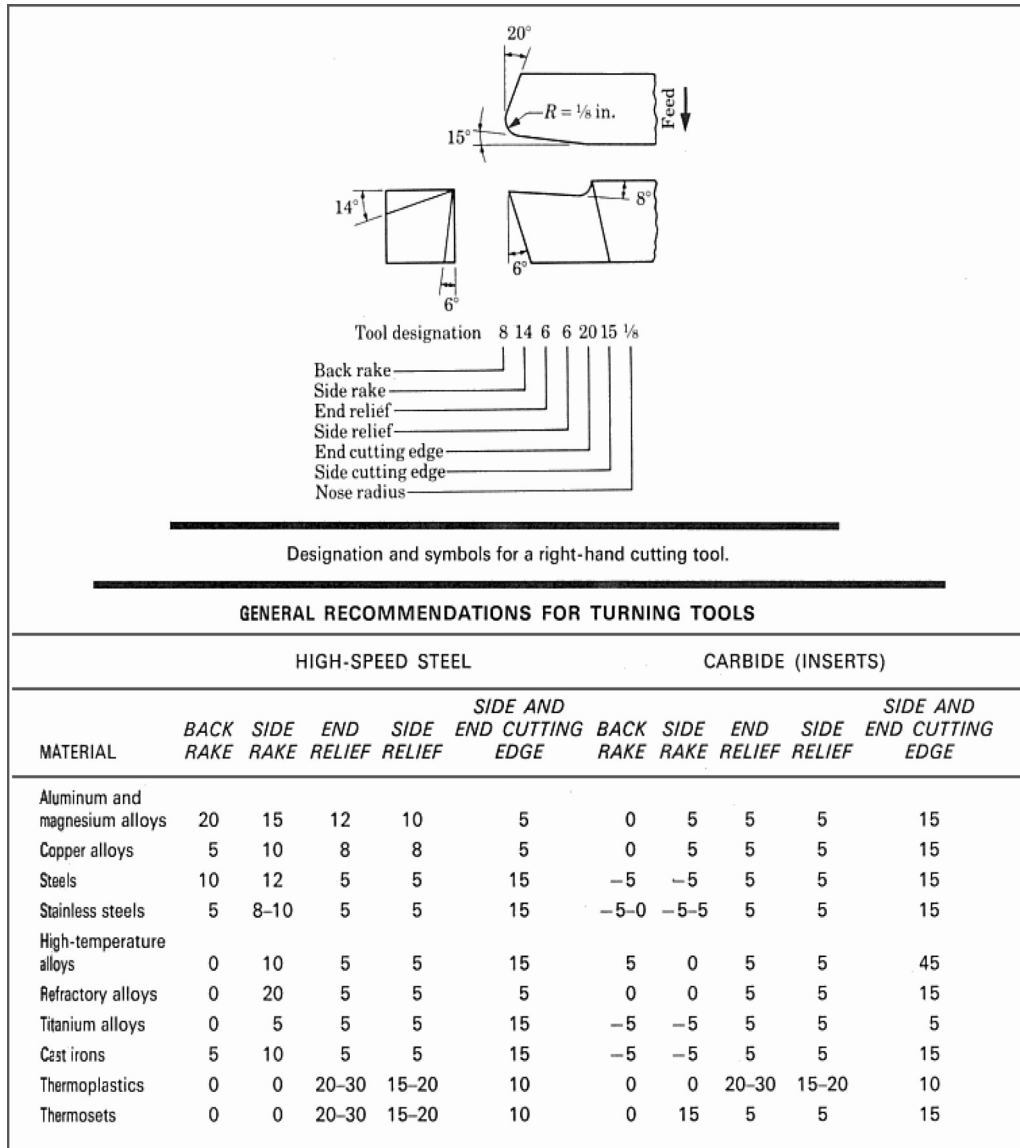 20°
R = ⅛ in.
Feed
15°
14°
8°
6°
6°
Tool designation 8 14 6 6 20 15 ⅛
Back rake
Side rake
End relief
Side relief
End cutting edge
Side cutting edge
Nose radius
Designation and symbols for a right-hand cutting tool.
GENERAL RECOMMENDATIONS FOR TURNING TOOLS
HIGH-SPEED STEEL CARBIDE (INSERTS)
SIDE AND SIDE AND
BACK SIDE END SIDE END CUTTING BACK SIDE END SIDE END CUTTING
MATERIAL RAKE RAKE RELIEF RELIEF EDGE RAKE RAKE RELIEF RELIEF EDGE
Aluminum and
magnesium alloys 20 15 12 10 5 0 5 5 5 15
Copper alloys 5 10 8 8 5 0 5 5 5 15
Steels 10 12 5 5 15 −5 −5 5 5 15
Stainless steels 5 8–10 5 5 15 −5–0 −5–5 5 5 15
High-temperature
alloys 0 10 5 5 15 5 0 5 5 45
Refractory alloys 0 20 5 5 5 0 0 5 5 15
Titanium alloys 0 5 5 5 15 −5 −5 5 5 5
Cast irons 5 10 5 5 15 −5 −5 5 5 15
Thermoplastics 0 0 20–30 15–20 10 0 0 20–30 15–20 10
Thermosets 0 0 20–30 15–20 10 0 15 5 5 15